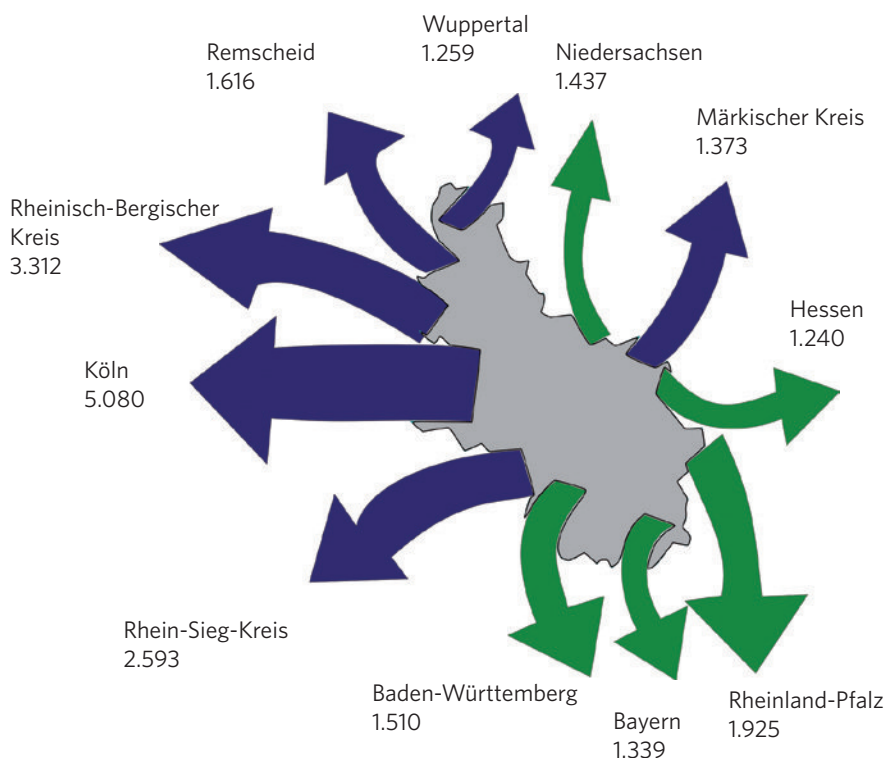 Wuppertal
1.259
Remscheid
1.616
Niedersachsen
1.437
Märkischer Kreis
1.373
Rheinisch-Bergischer
Kreis
3.312
Hessen
1.240
Köln
5.080
Rhein-Sieg-Kreis
2.593
Baden-Württemberg
1.510
Bayern
1.339
Rheinland-Pfalz
1.925